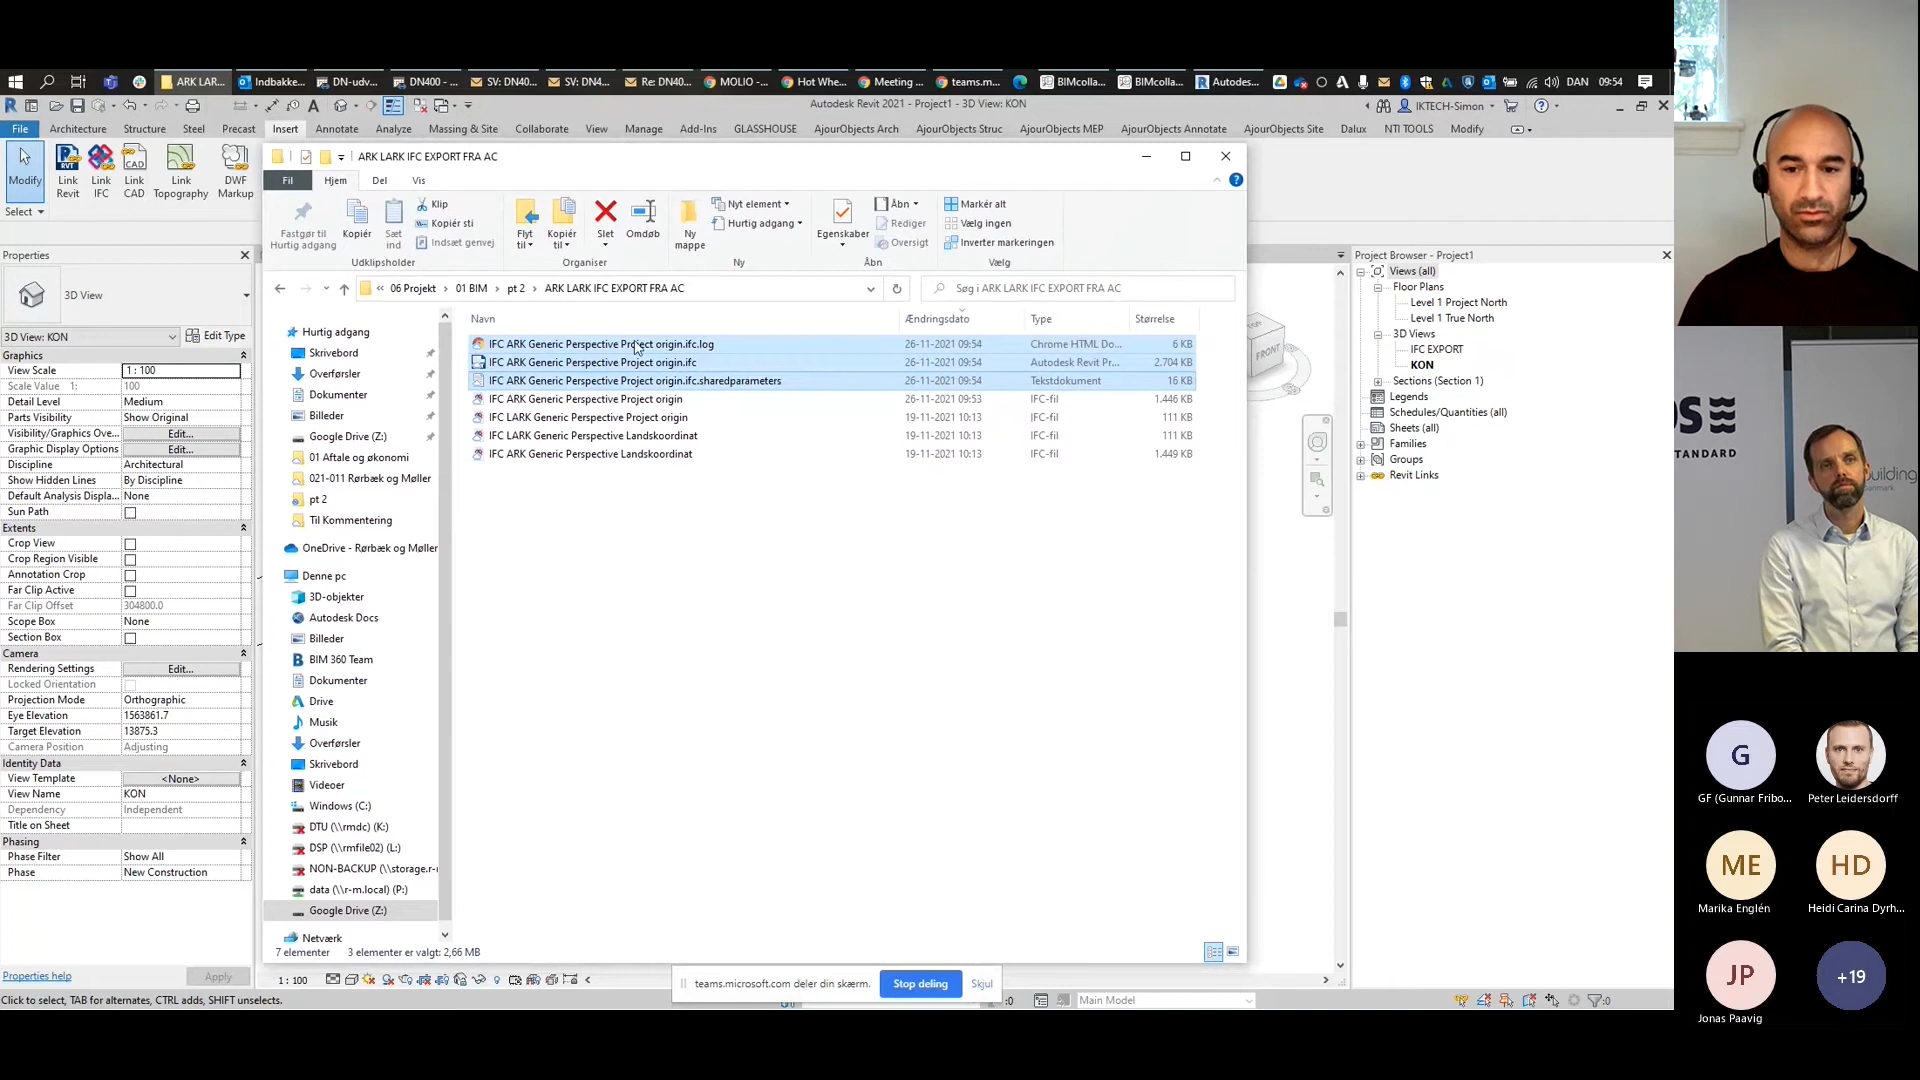 ARK LAR...
Indbakke...
DN-udv...
DN400 - ...
SV: DN40...
SV: DN4...
Re: DN40...
MOLIO -...
Hot Whe...
Meeting ...
teams.m...
BIMcolla...
BIMcolla...
Autodes...
DAN
09:54
Autodesk Revit 2021 - Project1 - 3D View: KON
IKTECH-Simon
File
Architecture
Structure
Steel
Precast
Insert
Annotate
Analyze
Massing & Site
Collaborate
View
Manage
Add-Ins
GLASSHOUSE
AjourObjects Arch
AjourObjects Struc
AjourObjects MEP
AjourObjects Annotate
AjourObjects Site
Dalux
NTI TOOLS
Modify
Modify
Link Revit
Link IFC
Link CAD
Link Topography
DWF Markup
Select
ARK LARK IFC EXPORT FRA AC
Fil
Hjem
Del
Vis
Fastgør til Hurtig adgang
Kopiér
Sæt ind
Klip
Kopiér sti
Indsæt genvej
Udklipsholder
Flyt til
Kopiér til
Slet
Omdøb
Organiser
Ny mappe
Nyt element
Hurtig adgang
Ny
Egenskaber
Åbn
Rediger
Oversigt
Åbn
Markér alt
Vælg ingen
Inverter markeringen
Vælg
« 06 Projekt > 01 BIM > pt 2 > ARK LARK IFC EXPORT FRA AC
Søg i ARK LARK IFC EXPORT FRA AC
Navn Ændringsdato Type Størrelse
IFC ARK Generic Perspective Project origin.ifc.log 26-11-2021 09:54 Chrome HTML Do... 6 KB
IFC ARK Generic Perspective Project origin.ifc 26-11-2021 09:54 Autodesk Revit Pr... 2.704 KB
IFC ARK Generic Perspective Project origin.ifc.sharedparameters 26-11-2021 09:54 Tekstdokument 16 KB
IFC ARK Generic Perspective Project origin 26-11-2021 09:53 IFC-fil 1.446 KB
IFC LARK Generic Perspective Project origin 19-11-2021 10:13 IFC-fil 111 KB
IFC LARK Generic Perspective Landskoordinat 19-11-2021 10:13 IFC-fil 111 KB
IFC ARK Generic Perspective Landskoordinat 19-11-2021 10:13 IFC-fil 1.449 KB
Hurtig adgang
Skrivebord
Overførsler
Dokumenter
Billeder
Google Drive (Z:)
01 Aftale og økonomi
021-011 Rørbæk og Møller
pt 2
Til Kommentering
OneDrive - Rørbæk og Møller
Denne pc
3D-objekter
Autodesk Docs
Billeder
BIM 360 Team
Dokumenter
Drive
Musik
Overførsler
Skrivebord
Videoer
Windows (C:)
DTU (\\rmdc) (K:)
DSP (\\rmfile02) (L:)
NON-BACKUP (\\storage.r-
data (\\r-m.local) (P:)
Google Drive (Z:)
Netværk
7 elementer 3 elementer er valgt: 2,66 MB
Properties
3D View
3D View: KON
Edit Type
Graphics
View Scale 1 : 100
Scale Value 1: 100
Detail Level Medium
Parts Visibility Show Original
Visibility/Graphics Ove... Edit...
Graphic Display Options Edit...
Discipline Architectural
Show Hidden Lines By Discipline
Default Analysis Displa... None
Sun Path
Extents
Crop View
Crop Region Visible
Annotation Crop
Far Clip Active
Far Clip Offset 304800.0
Scope Box None
Section Box
Camera
Rendering Settings Edit...
Locked Orientation
Projection Mode Orthographic
Eye Elevation 1563861.7
Target Elevation 13875.3
Camera Position Adjusting
Identity Data
View Template <None>
View Name KON
Dependency Independent
Title on Sheet
Phasing
Phase Filter Show All
Phase New Construction
Properties help
Apply
FRONT
Project Browser - Project1
Views (all)
Floor Plans
Level 1 Project North
Level 1 True North
3D Views
IFC EXPORT
KON
Sections (Section 1)
Legends
Schedules/Quantities (all)
Sheets (all)
Families
Groups
Revit Links
1 : 100
teams.microsoft.com deler din skærm.
Stop deling
Skjul
Click to select, TAB for alternates, CTRL adds, SHIFT unselects.
:0
Main Model
:0
TANDARD
uilding
G
GF (Gunnar Fribo...
Peter Leidersdorff
ME
Marika Englén
HD
Heidi Carina Dyrh...
JP
Jonas Paavig
+19